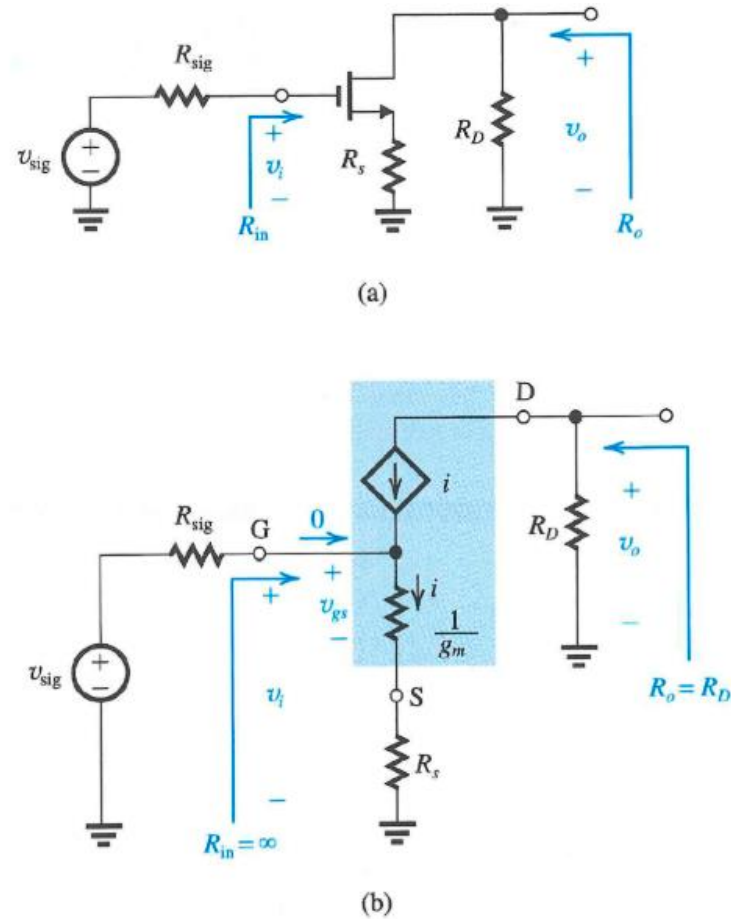 R_sig
v_sig
+
−
+
v_i
−
R_in
R_s
R_D
+
v_o
−
R_o
(a)
D
i
R_sig
G
0
+
v_gs
−
i
1/g_m
R_D
+
v_o
−
R_o = R_D
v_sig
+
−
+
v_i
−
S
R_s
R_in = ∞
(b)